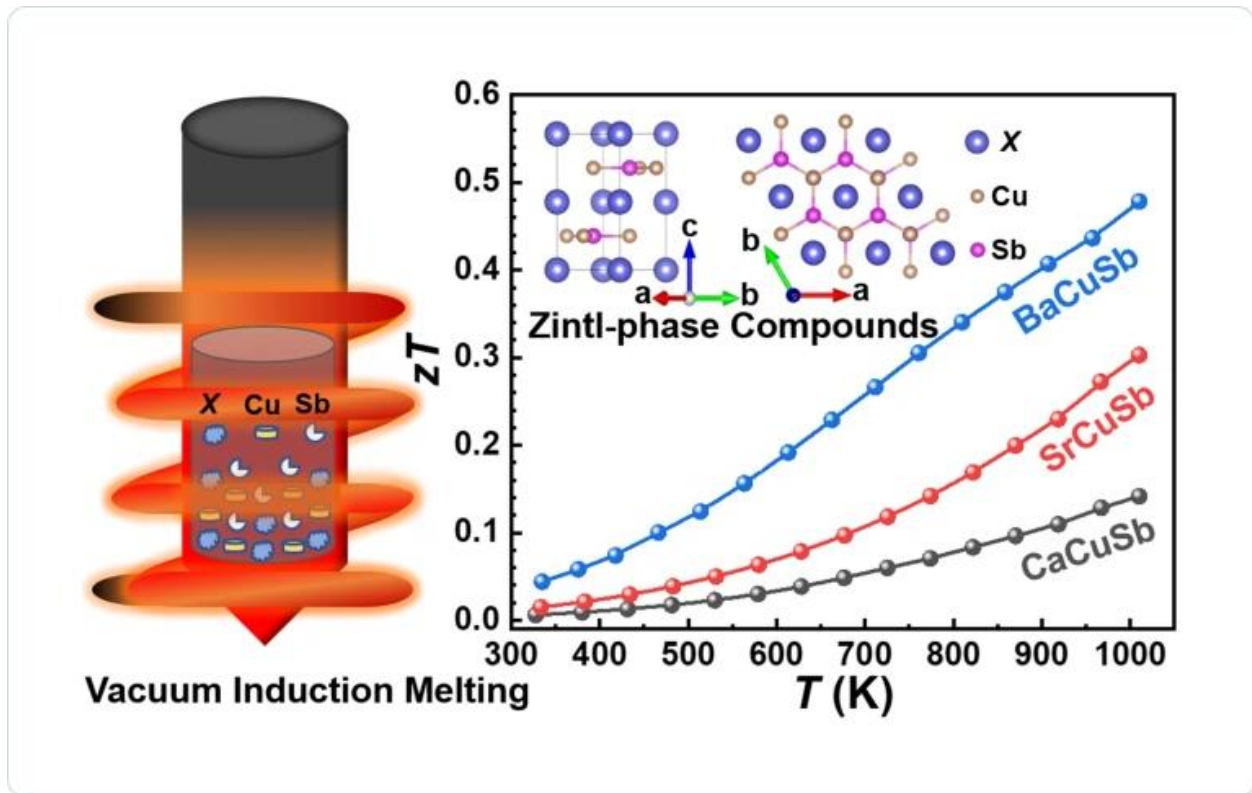 X Cu Sb
Vacuum Induction Melting
zT
0.6
0.5
0.4
0.3
0.2
0.1
0.0
300 400 500 600 700 800 900 1000
T (K)
c
a
b
b
a
X
Cu
Sb
Zintl-phase Compounds
BaCuSb
SrCuSb
CaCuSb